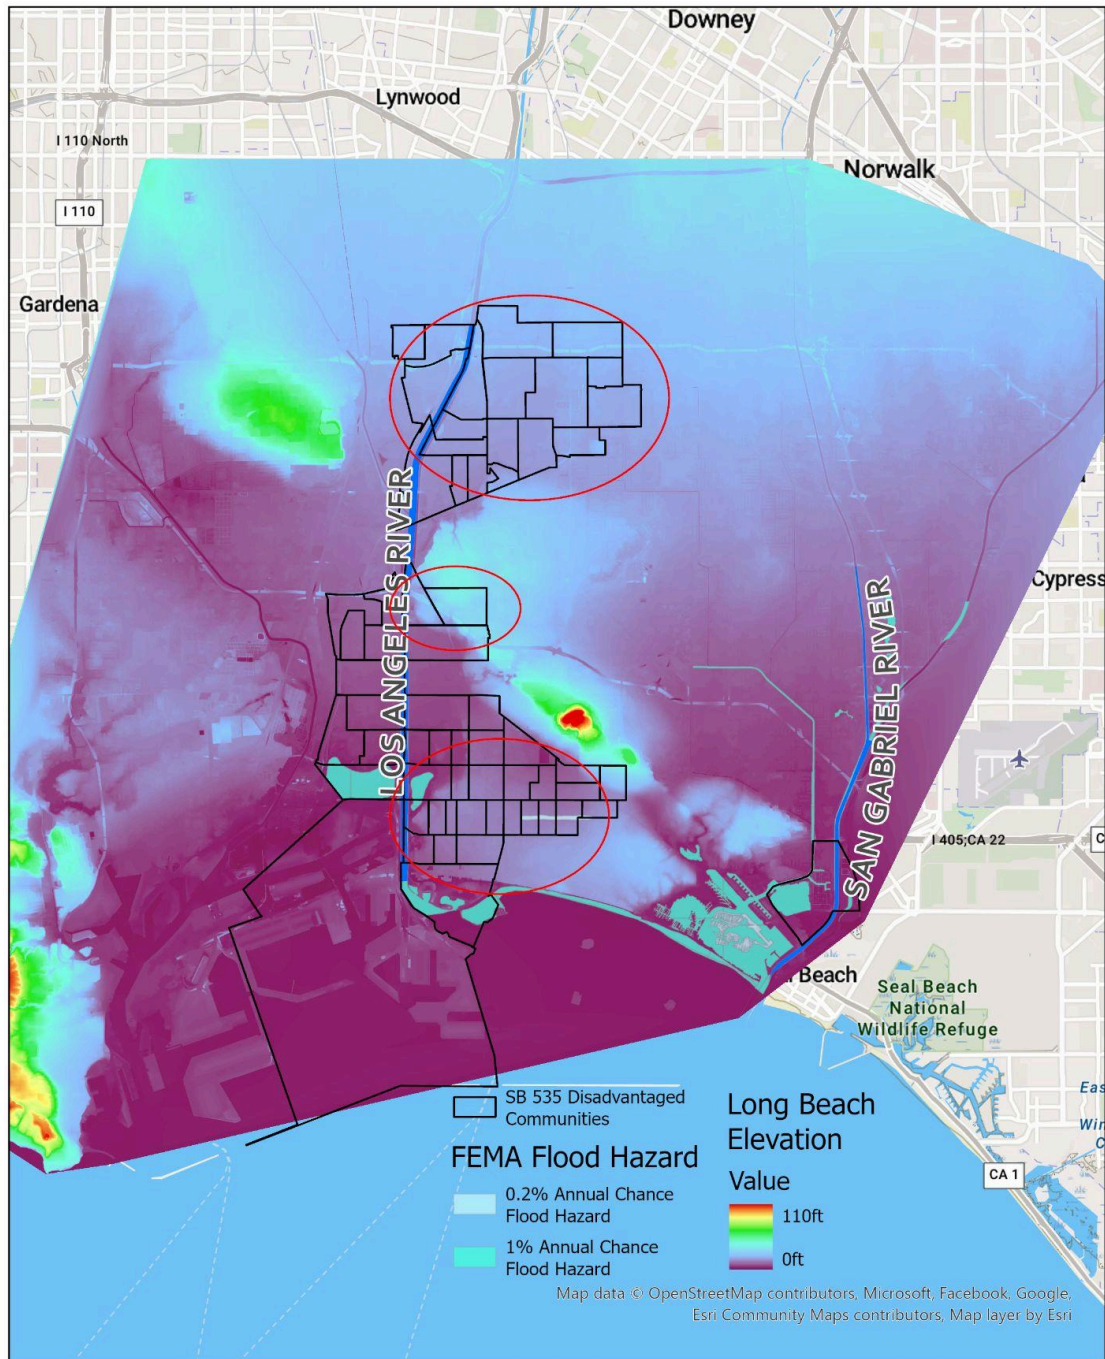 Downey
Lynwood
I 110 North
Norwalk
I 110
Gardena
Cypress
LOS ANGELES RIVER
SAN GABRIEL RIVER
I 405;CA 22
C
Beach
Seal Beach
National
Wildlife Refuge
SB 535 Disadvantaged
Communities
FEMA Flood Hazard
0.2% Annual Chance
Flood Hazard
1% Annual Chance
Flood Hazard
Long Beach
Elevation
Value
110ft
0ft
Eas
Win
C
CA 1
Map data © OpenStreetMap contributors, Microsoft, Facebook, Google,
Esri Community Maps contributors, Map layer by Esri